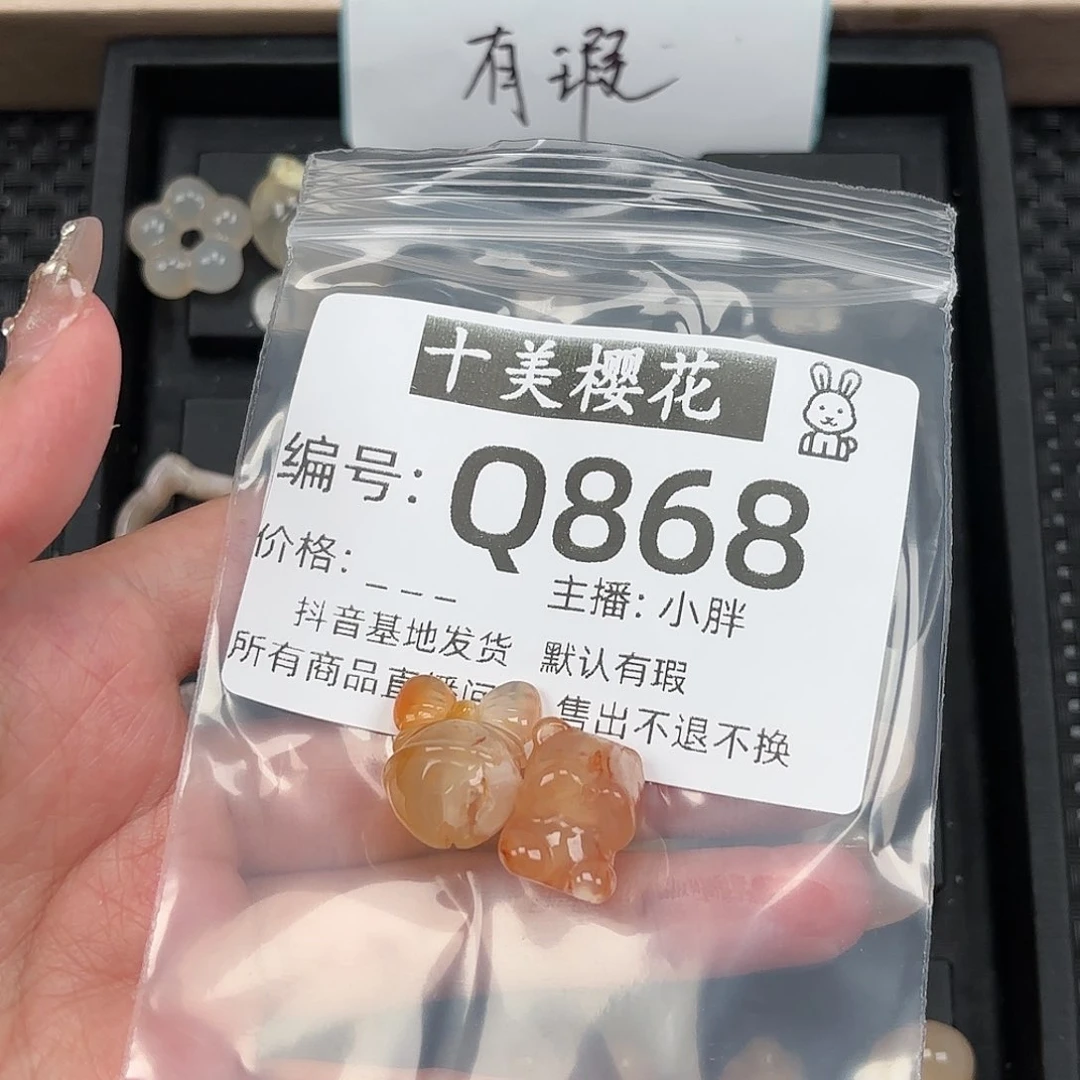 有瑕
十美樱花
编号: Q868
价格: _ _ _
主播: 小胖
抖音基地发货 默认有瑕
所有商品直播间 售出不退不换